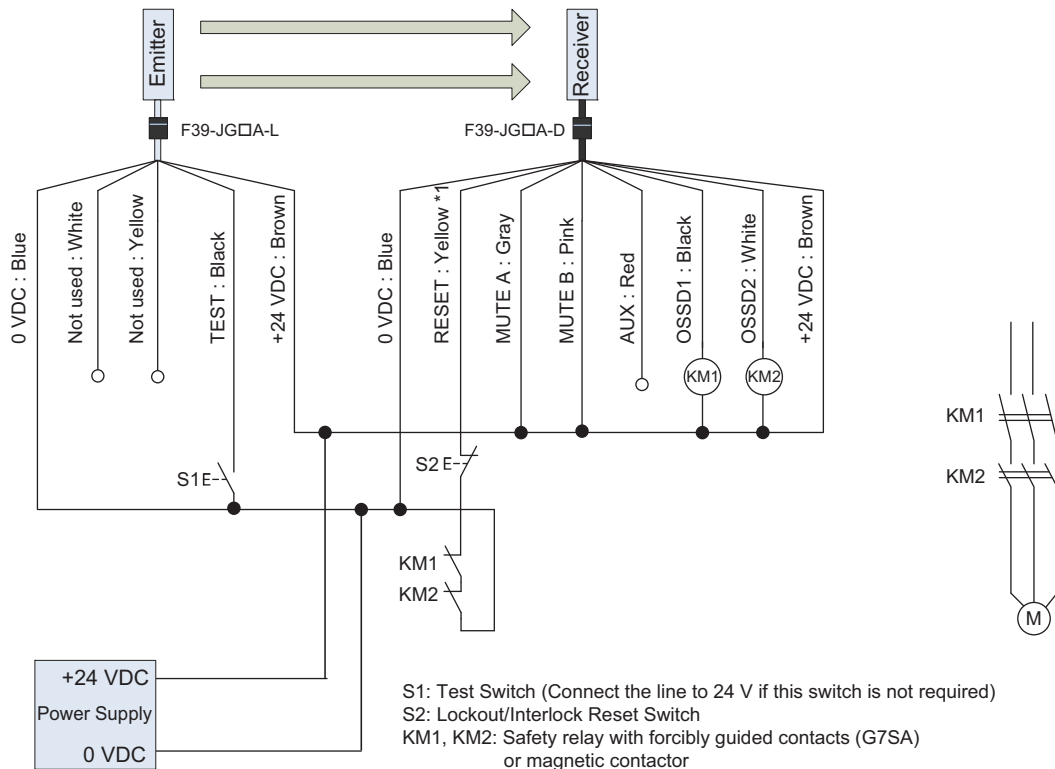 Emitter
Receiver
F39-JG□A-L
F39-JG□A-D
0 VDC : Blue
Not used : White
Not used : Yellow
TEST : Black
+24 VDC : Brown
0 VDC : Blue
RESET : Yellow *1
MUTE A : Gray
MUTE B : Pink
AUX : Red
OSSD1 : Black
OSSD2 : White
+24 VDC : Brown
KM1
KM2
KM1
KM2
S1
E
S2
E
KM1
KM2
M
+24 VDC
Power Supply
0 VDC
S1: Test Switch (Connect the line to 24 V if this switch is not required)
S2: Lockout/Interlock Reset Switch
KM1, KM2: Safety relay with forcibly guided contacts (G7SA)
or magnetic contactor